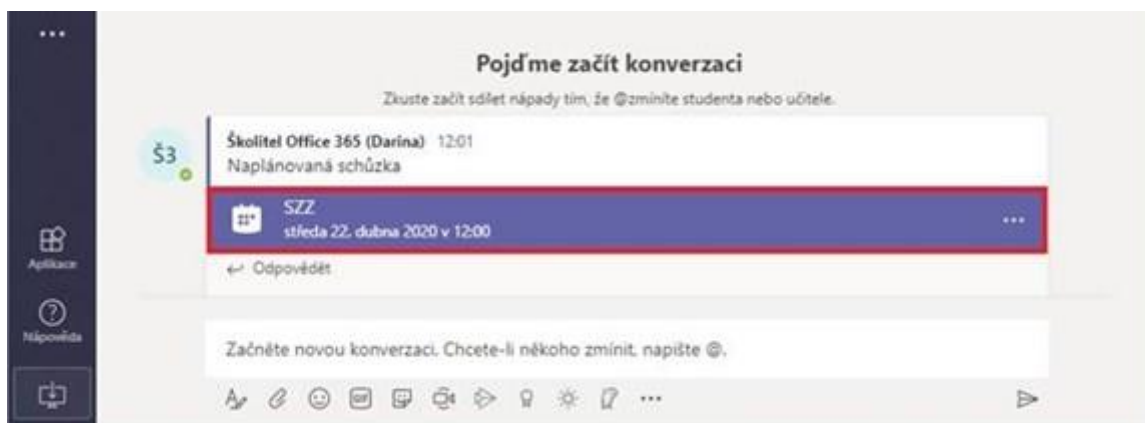 Pojďme začít konverzaci
Zkuste začít sdílet nápady tím, že @zmíníte studenta nebo učitele.
Š3
Školitel Office 365 (Darina) 12:01
Naplánovaná schůzka
SZZ
středa 22. dubna 2020 v 12:00
Odpovědět
Aplikace
Nápověda
Začněte novou konverzaci. Chcete-li někoho zmínit, napište @.
GIF